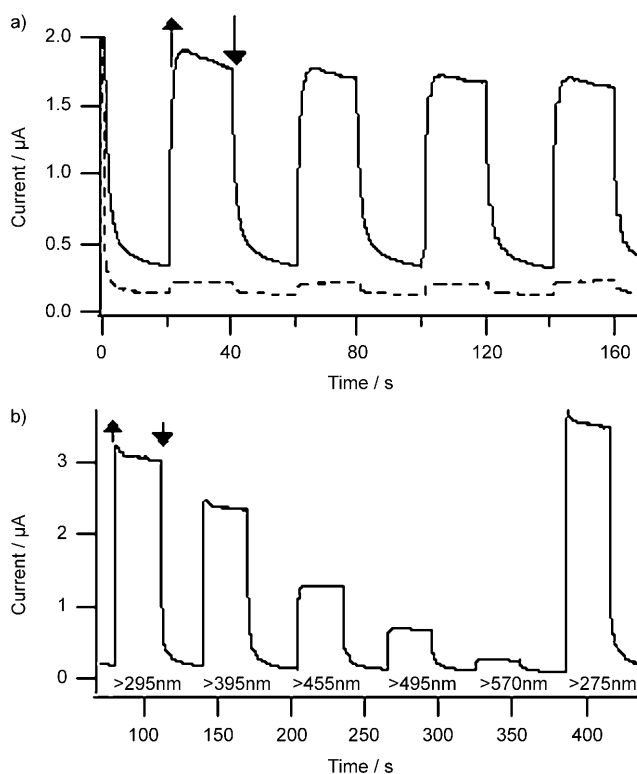 a)
2.0
1.5
1.0
0.5
0.0
Current / µA
0 40 80 120 160
Time / s
b)
3
2
1
0
Current / µA
>295nm >395nm >455nm >495nm >570nm >275nm
100 150 200 250 300 350 400
Time / s